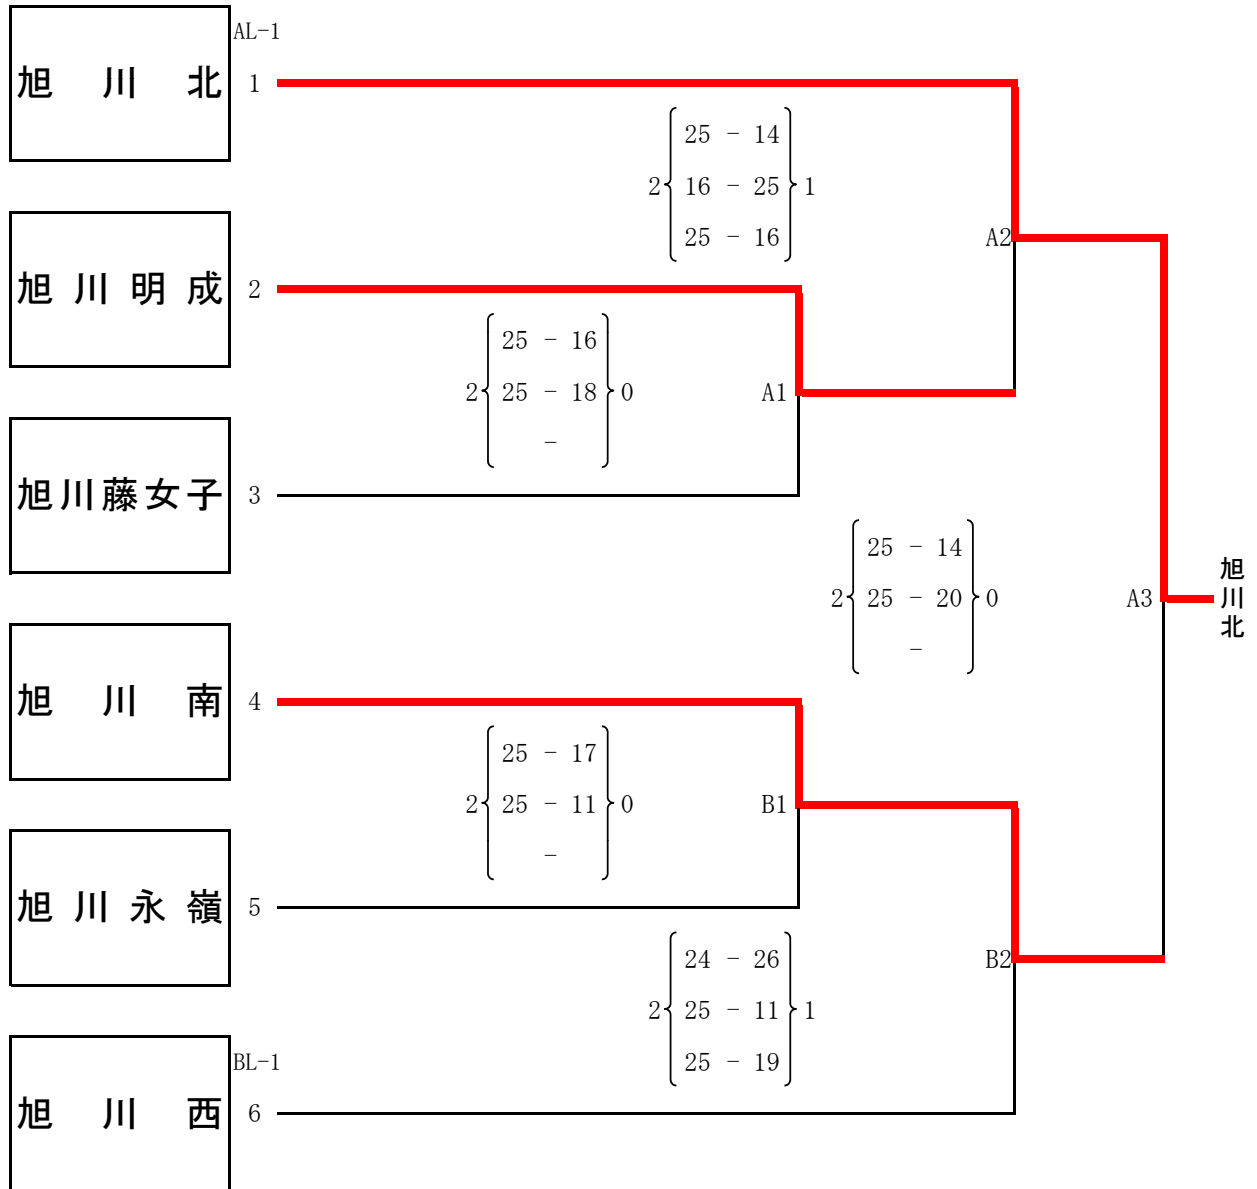 AL-1
旭川北 1
25 - 14
2 16 - 25 1
25 - 16
A2
旭川明成 2
25 - 16
2 25 - 18 0
-
A1
旭川藤女子 3
25 - 14
2 25 - 20 0
-
A3
旭川北
旭川南 4
25 - 17
2 25 - 11 0
-
B1
旭川永嶺 5
24 - 26
2 25 - 11 1
25 - 19
B2
BL-1
旭川西 6